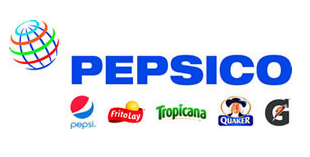 PEPSICO
pepsi.
FritoLay
Tropicana
QUAKER
G